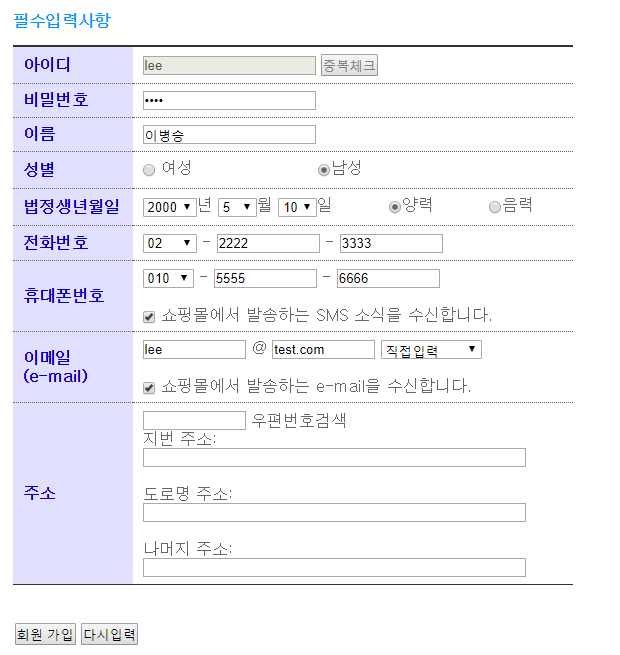 필수입력사항
아이디 lee 중복체크
비밀번호 ••••
이름 이병승
성별 여성 남성
법정생년월일 2000 년 5 월 10 일 양력 음력
전화번호 02 - 2222 - 3333
휴대폰번호 010 - 5555 - 6666
쇼핑몰에서 발송하는 SMS 소식을 수신합니다.
이메일
(e-mail) lee @ test.com 직접입력
쇼핑몰에서 발송하는 e-mail을 수신합니다.
우편번호검색
지번 주소:
주소
도로명 주소:
나머지 주소:
회원 가입 다시입력